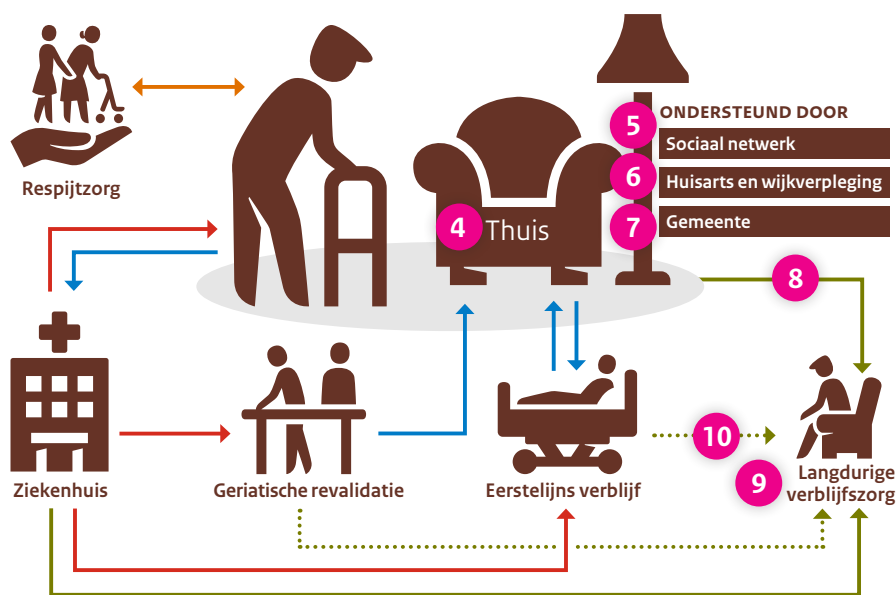 5
ONDERSTEUND DOOR
Sociaal netwerk
Respijtzorg
6
Huisarts en wijkverpleging
4
Thuis
7
Gemeente
8
10
9
Ziekenhuis
Geriatische revalidatie
Eerstelijns verblijf
Langdurige
verblijfszorg